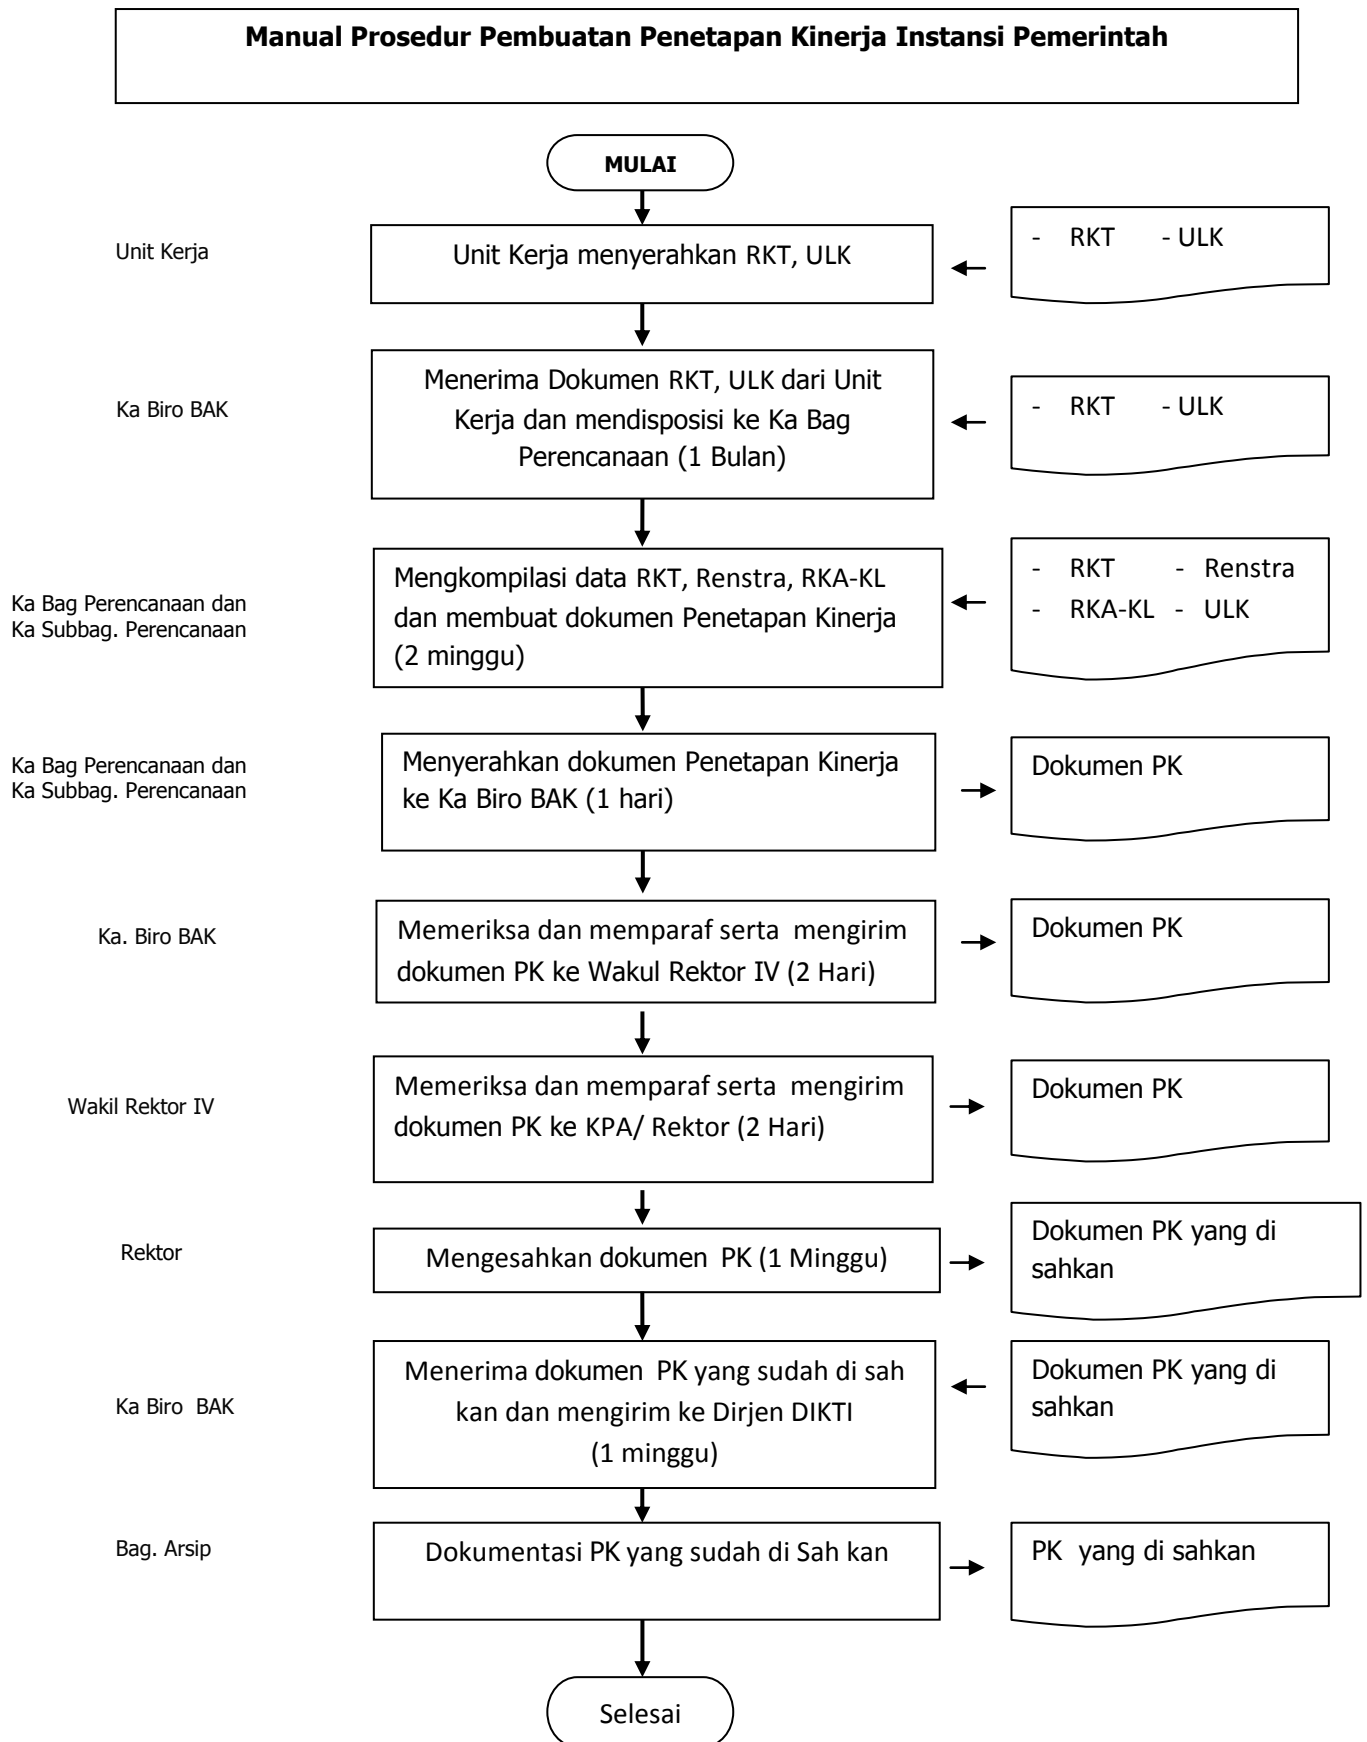 Manual Prosedur Pembuatan Penetapan Kinerja Instansi Pemerintah
MULAI
Unit Kerja
Unit Kerja menyerahkan RKT, ULK
- RKT - ULK
Ka Biro BAK
Menerima Dokumen RKT, ULK dari Unit
Kerja dan mendisposisi ke Ka Bag
Perencanaan (1 Bulan)
- RKT - ULK
Ka Bag Perencanaan dan
Ka Subbag. Perencanaan
Mengkompilasi data RKT, Renstra, RKA-KL
dan membuat dokumen Penetapan Kinerja
(2 minggu)
- RKT - Renstra
- RKA-KL - ULK
Ka Bag Perencanaan dan
Ka Subbag. Perencanaan
Menyerahkan dokumen Penetapan Kinerja
ke Ka Biro BAK (1 hari)
Dokumen PK
Ka. Biro BAK
Memeriksa dan memparaf serta mengirim
dokumen PK ke Wakul Rektor IV (2 Hari)
Dokumen PK
Wakil Rektor IV
Memeriksa dan memparaf serta mengirim
dokumen PK ke KPA/ Rektor (2 Hari)
Dokumen PK
Rektor
Mengesahkan dokumen PK (1 Minggu)
Dokumen PK yang di
sahkan
Ka Biro BAK
Menerima dokumen PK yang sudah di sah
kan dan mengirim ke Dirjen DIKTI
(1 minggu)
Dokumen PK yang di
sahkan
Bag. Arsip
Dokumentasi PK yang sudah di Sah kan
PK yang di sahkan
Selesai